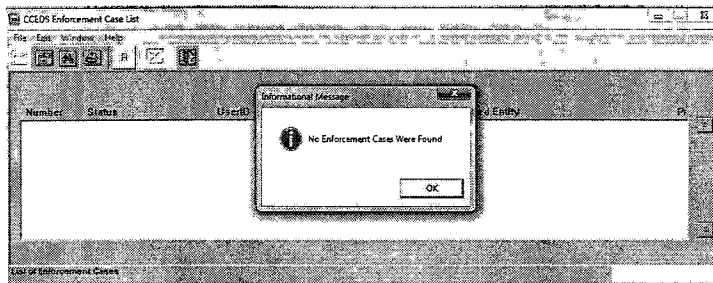 CCEDS Enforcement Case List
File Edit Window Help
R
Informational Message
Number Status UserID Entity
No Enforcement Cases Were Found
OK
List of Enforcement Cases